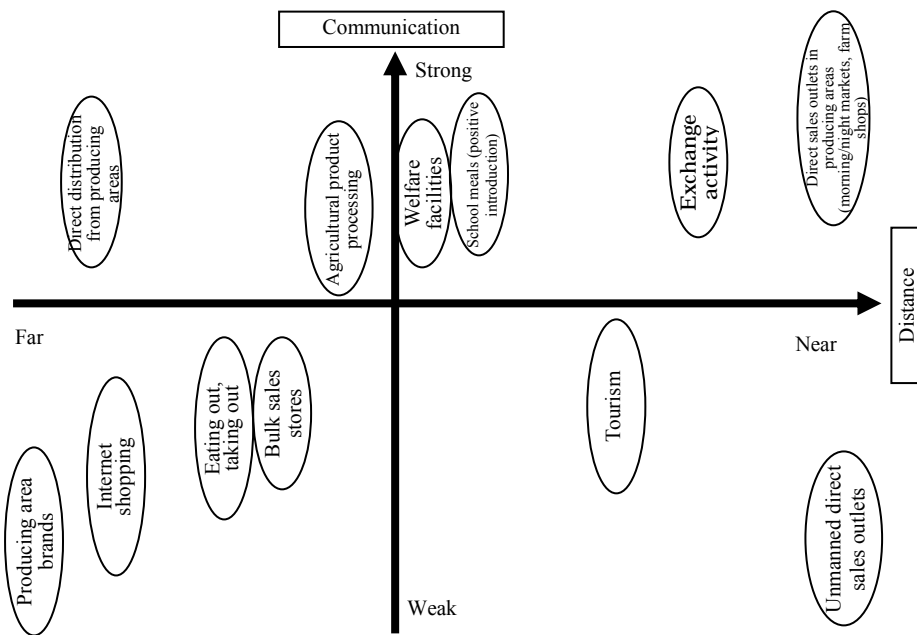 Communication
Strong
Direct distribution
from producing
areas
Agricultural product
processing
Welfare
facilities
School meals (positive
introduction)
Exchange
activity
Direct sales outlets in
producing areas
(morning/night markets, farm
shops)
Far
Near
Distance
Producing area
brands
Internet
shopping
Eating out,
taking out
Bulk sales
stores
Tourism
Unmanned direct
sales outlets
Weak